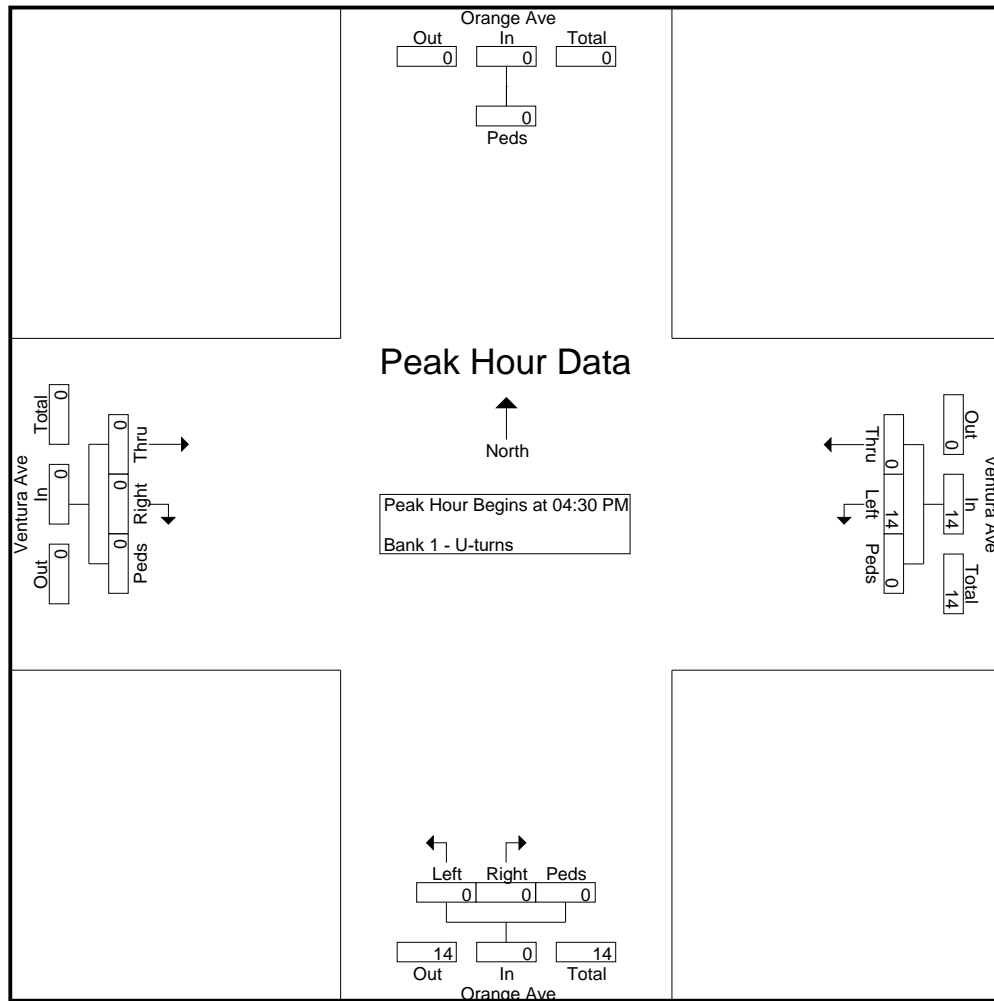 Orange Ave
Out In Total
0 0 0
0
Peds
Peak Hour Data
North
Peak Hour Begins at 04:30 PM
Bank 1 - U-turns
Ventura Ave
Total In Out
0 0 0
0 0 0
Thru Right Peds
Ventura Ave
Out In Total
0 14 14
0 14 0
Thru Left Peds
Left Right Peds
0 0 0
14 0 14
Out In Total
Orange Ave